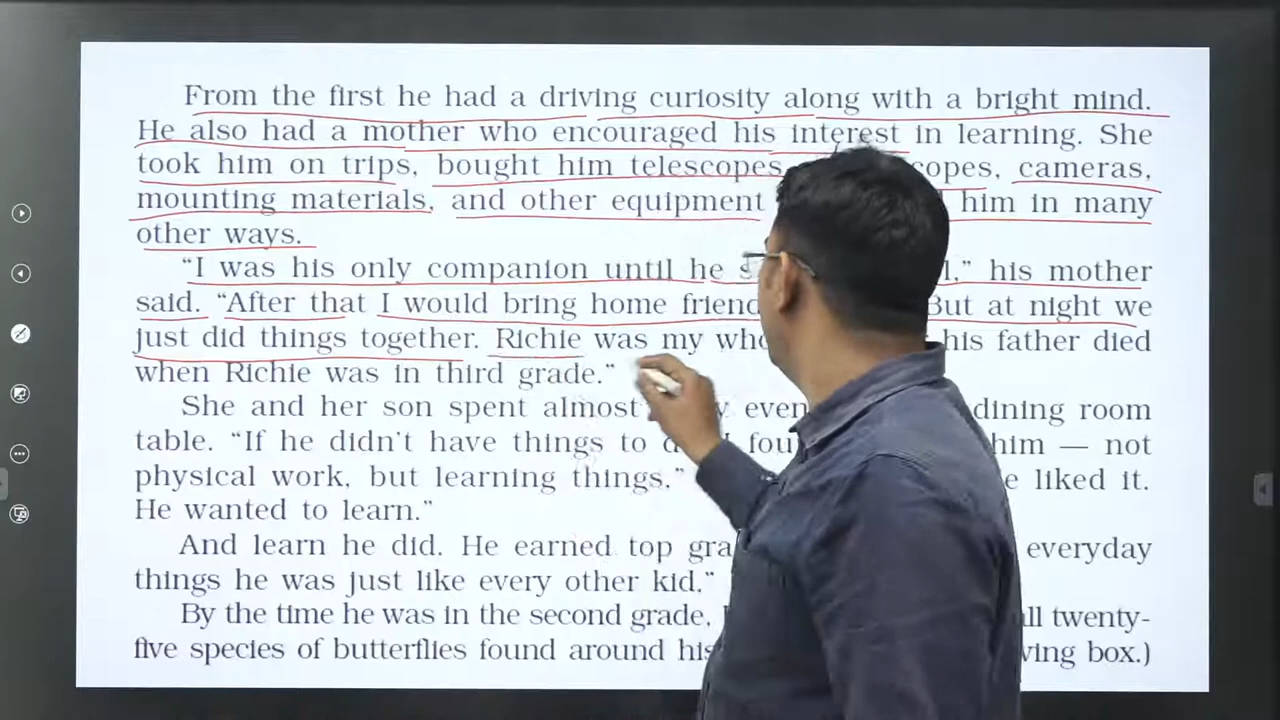 From the first he had a driving curiosity along with a bright mind.
He also had a mother who encouraged his interest in learning. She
took him on trips, bought him telescopes, cameras,
mounting materials, and other equipment him in many
other ways.
“I was his only companion until he his mother
said. “After that I would bring home But at night we
just did things together. Richie was my his father died
when Richie was in third grade.”
She and her son spent almost dining room
table. “If he didn’t have things to him — not
physical work, but learning things.” liked it.
He wanted to learn.”
And learn he did. He earned top everyday
things he was just like every other kid.”
By the time he was in the second grade, twenty-
five species of butterflies found around his box.)